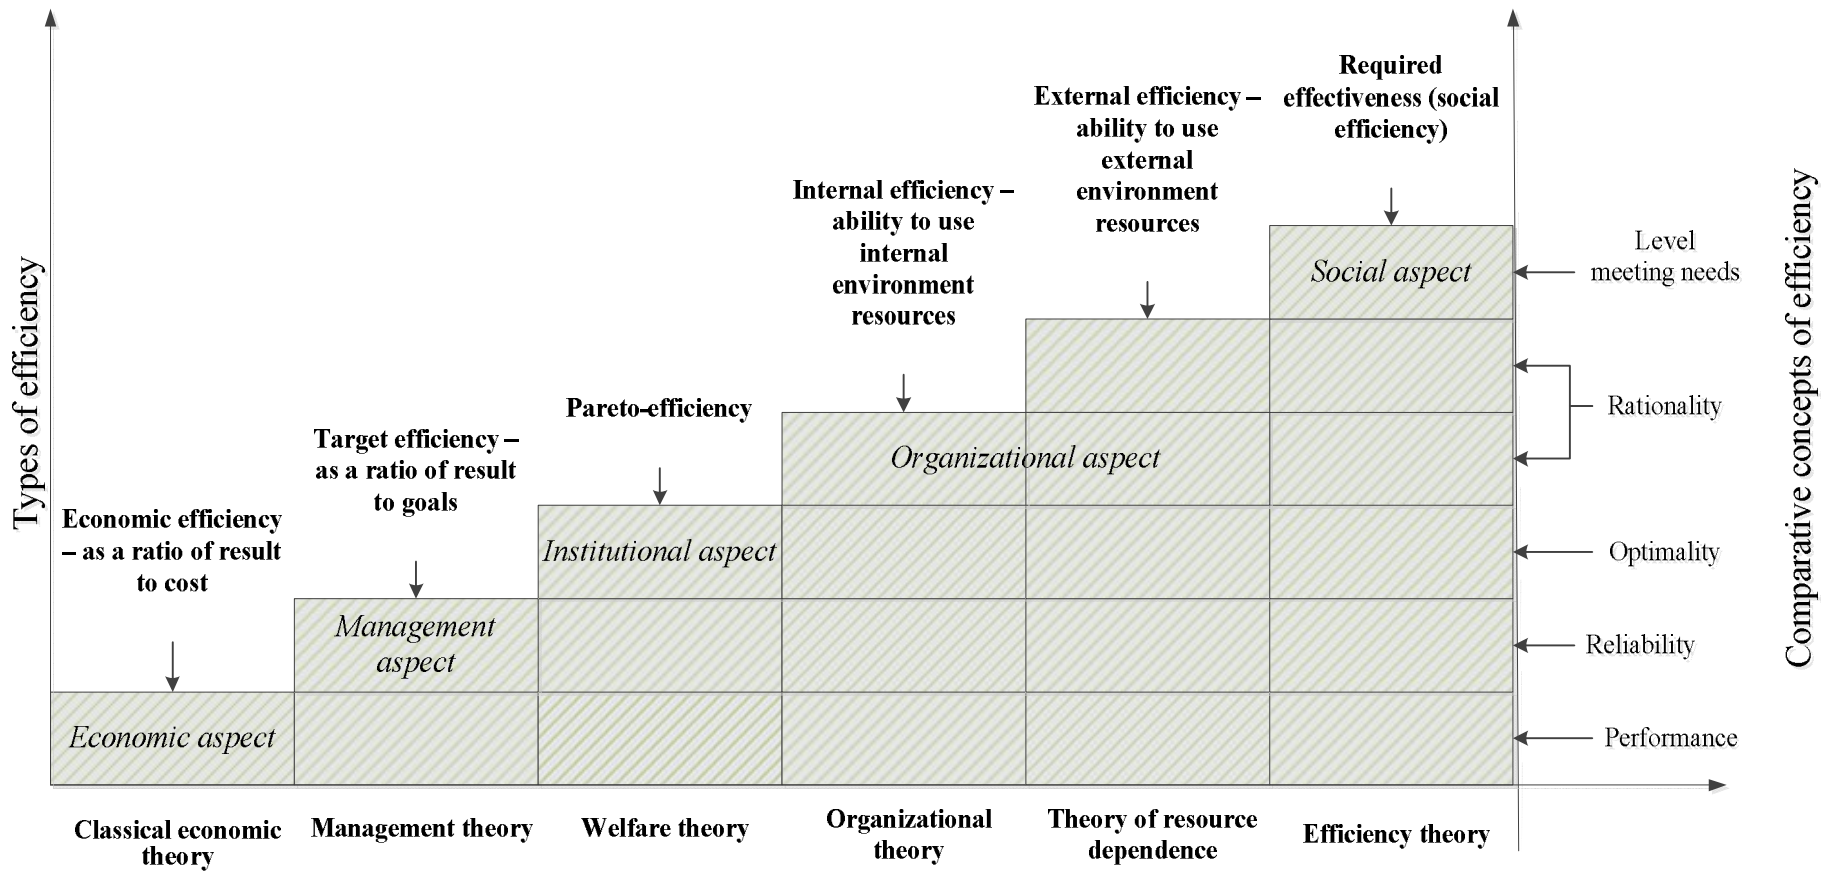 Types of efficiency
Economic efficiency
– as a ratio of result
to cost
Target efficiency –
as a ratio of result
to goals
Pareto-efficiency
Internal efficiency –
ability to use
internal
environment
resources
External efficiency –
ability to use
external
environment
resources
Required
effectiveness (social
efficiency)
Economic aspect
Management
aspect
Institutional aspect
Organizational aspect
Social aspect
Level
meeting needs
Rationality
Optimality
Reliability
Performance
Comparative concepts of efficiency
Classical economic
theory
Management theory
Welfare theory
Organizational
theory
Theory of resource
dependence
Efficiency theory